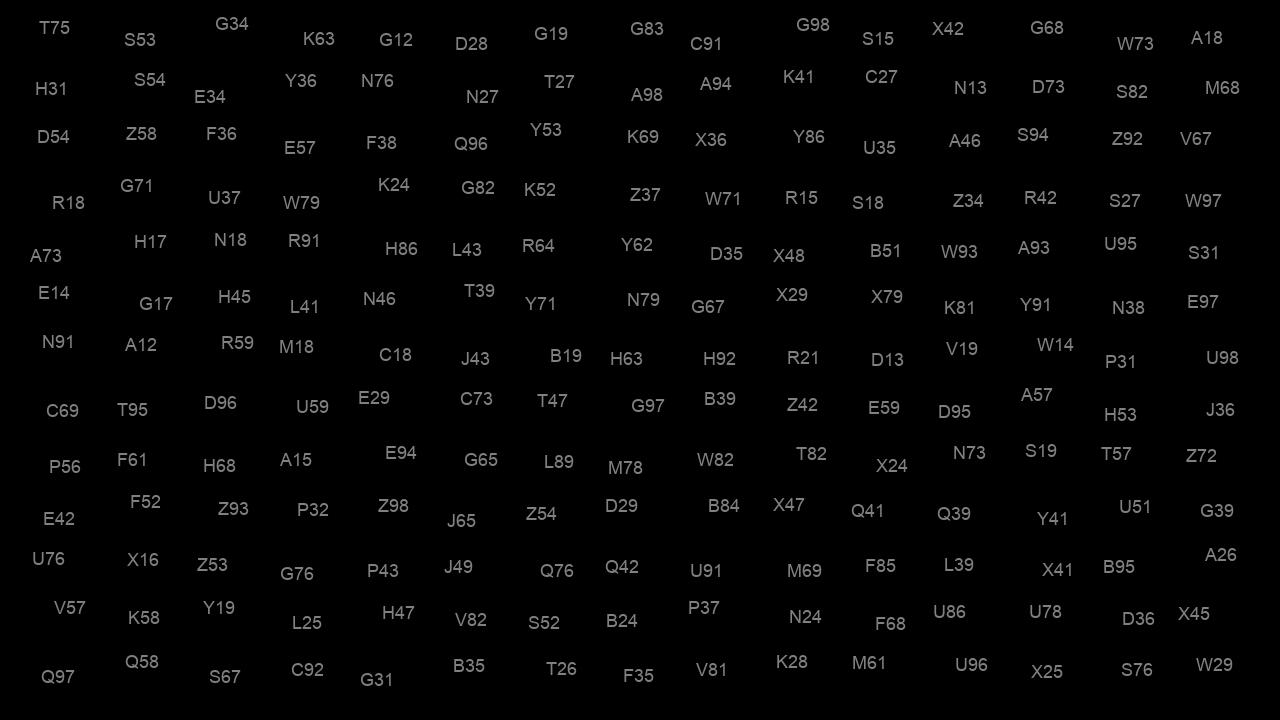 T75 S53 G34 K63 G12 D28 G19 G83 C91 G98 S15 X42 G68 W73 A18
H31 S54 E34 Y36 N76 N27 T27 A98 A94 K41 C27 N13 D73 S82 M68
D54 Z58 F36 E57 F38 Q96 Y53 K69 X36 Y86 U35 A46 S94 Z92 V67
R18 G71 U37 W79 K24 G82 K52 Z37 W71 R15 S18 Z34 R42 S27 W97
A73 H17 N18 R91 H86 L43 R64 Y62 D35 X48 B51 W93 A93 U95 S31
E14 G17 H45 L41 N46 T39 Y71 N79 G67 X29 X79 K81 Y91 N38 E97
N91 A12 R59 M18 C18 J43 B19 H63 H92 R21 D13 V19 W14 P31 U98
C69 T95 D96 U59 E29 C73 T47 G97 B39 Z42 E59 D95 A57 H53 J36
P56 F61 H68 A15 E94 G65 L89 M78 W82 T82 X24 N73 S19 T57 Z72
E42 F52 Z93 P32 Z98 J65 Z54 D29 B84 X47 Q41 Q39 Y41 U51 G39
U76 X16 Z53 G76 P43 J49 Q76 Q42 U91 M69 F85 L39 X41 B95 A26
V57 K58 Y19 L25 H47 V82 S52 B24 P37 N24 F68 U86 U78 D36 X45
Q97 Q58 S67 C92 G31 B35 T26 F35 V81 K28 M61 U96 X25 S76 W29